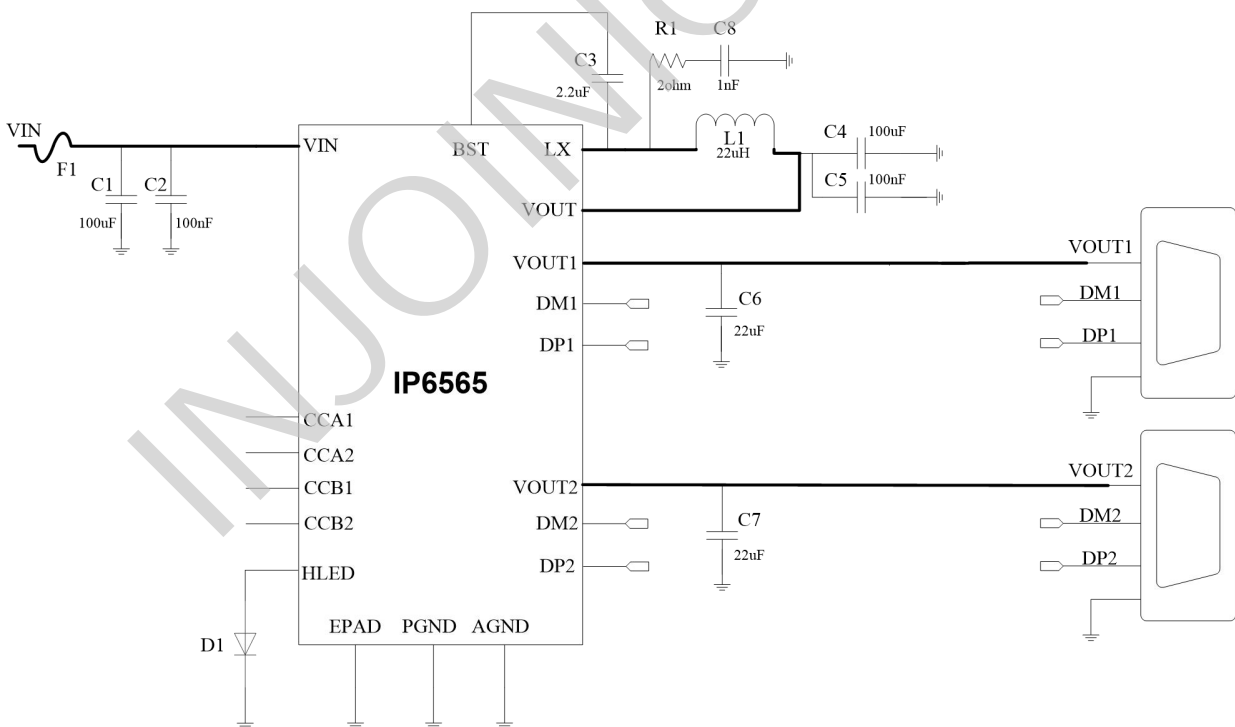 R1 C8
C3
2ohm 1nF
2.2uF
VIN
VIN BST LX
F1
C1 C2
100uF 100nF
L1
22uH
C4 100uF
C5 100nF
VOUT
VOUT1 VOUT1
DM1 DM1
C6
22uF
DP1 DP1
IP6565
CCA1
CCA2
CCB1
CCB2
VOUT2 VOUT2
DM2 DM2
C7
22uF
DP2 DP2
HLED
D1
EPAD PGND AGND